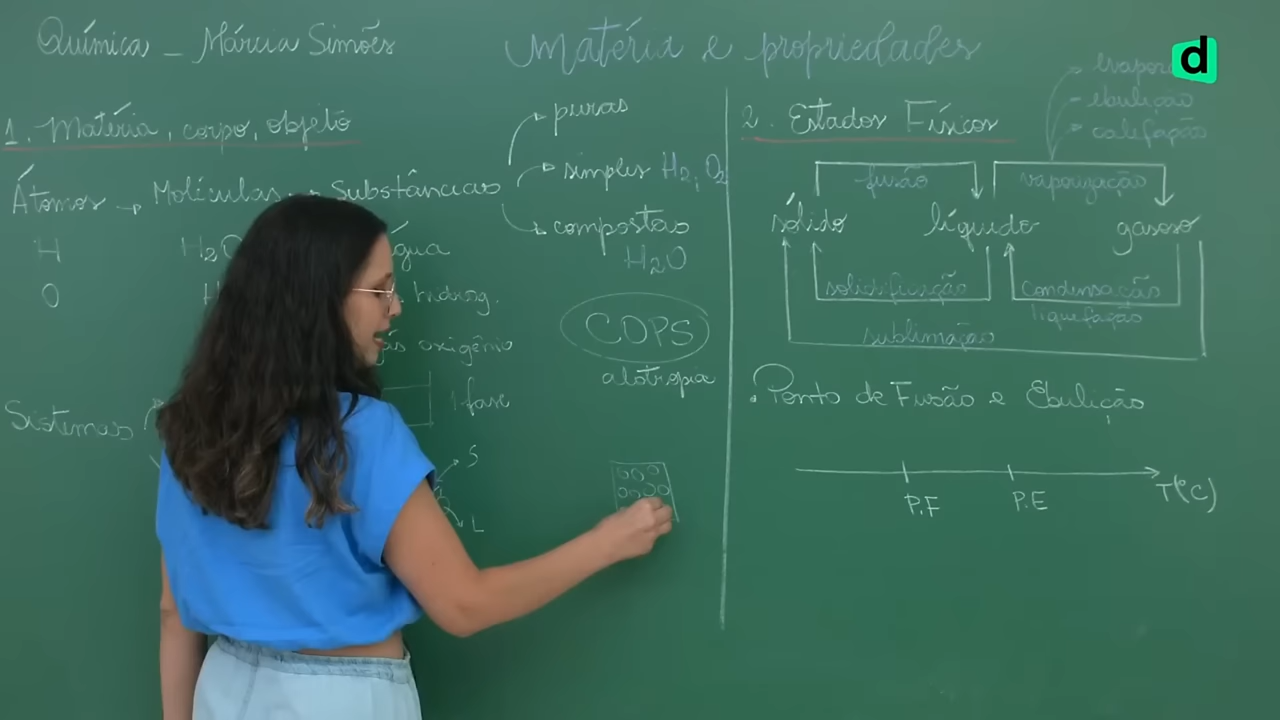 Química _ Márcia Simões
Matéria e propriedades
d
1. Matéria, corpo, objeto
Átomos → Moléculas → Substâncias
H
H2O
água
O
H
hidrog.
gás oxigênio
Sistemas
1 fase
S
L
puras
simples H2, O2
compostas
H2O
COPS
alotropia
2. Estados Físicos
evapor
- ebulição
calefação
fusão
vaporização
sólido
líquido
gasoso
solidificação
condensação
liquefação
sublimação
. Ponto de Fusão e Ebulição
P.F
P.E
T(°C)